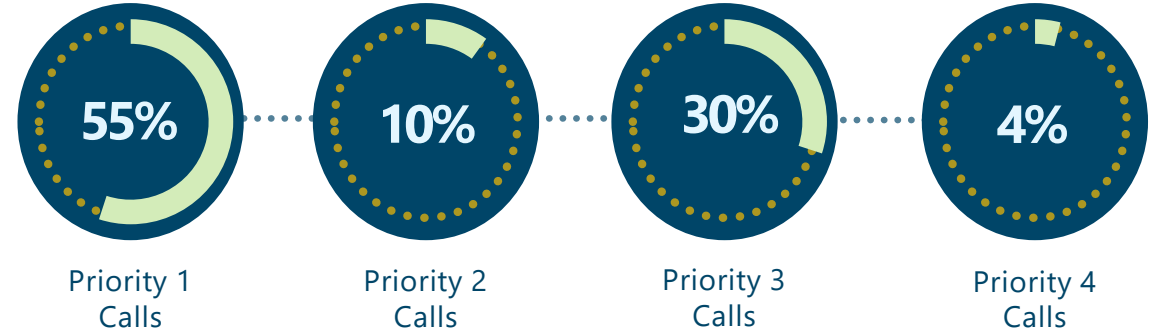 55%
10%
30%
4%
Priority 1
Calls
Priority 2
Calls
Priority 3
Calls
Priority 4
Calls